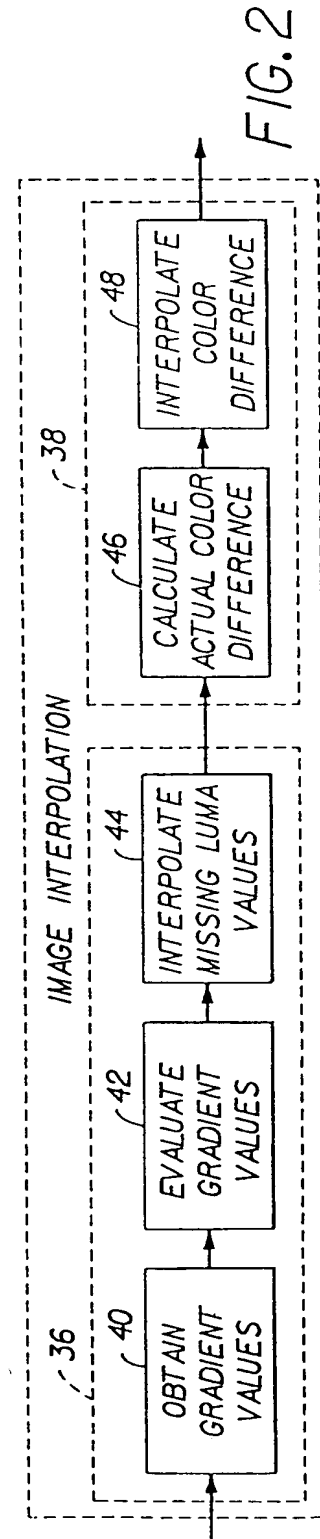 IMAGE INTERPOLATION
36
40
OBTAIN
GRADIENT
VALUES
42
EVALUATE
GRADIENT
VALUES
44
INTERPOLATE
MISSING LUMA
VALUES
38
46
CALCULATE
ACTUAL COLOR
DIFFERENCE
48
INTERPOLATE
COLOR
DIFFERENCE
FIG. 2